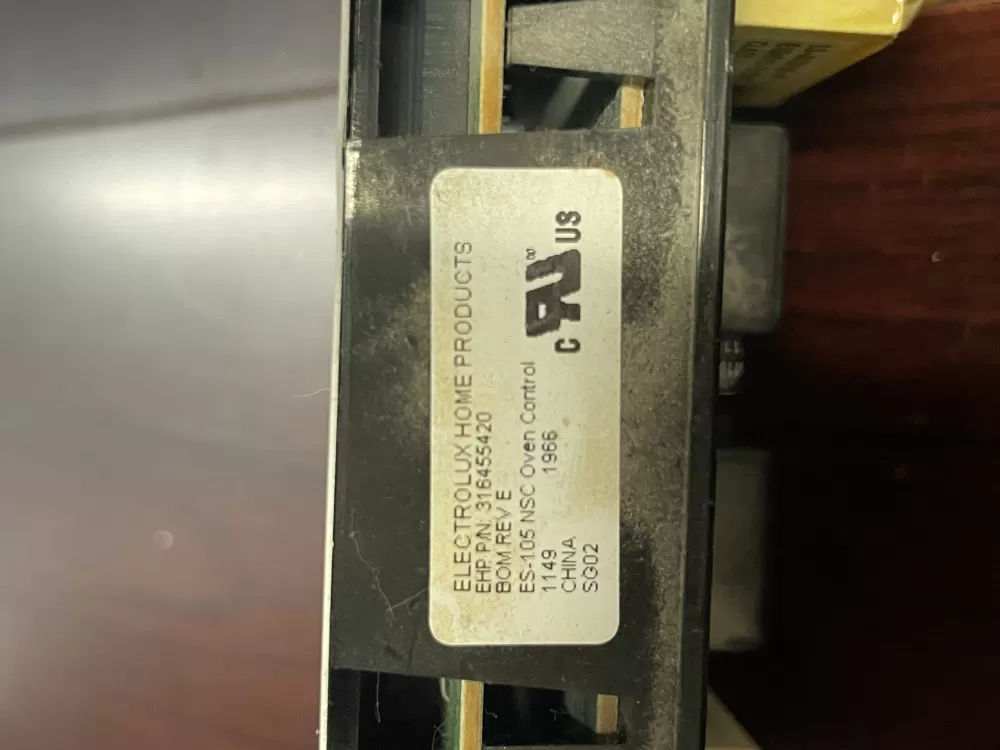 ELECTROLUX HOME PRODUCTS
EHP P/N: 316455420
BOM REV E
ES-105 NSC Oven Control
1149 1966
CHINA
SG02
C US